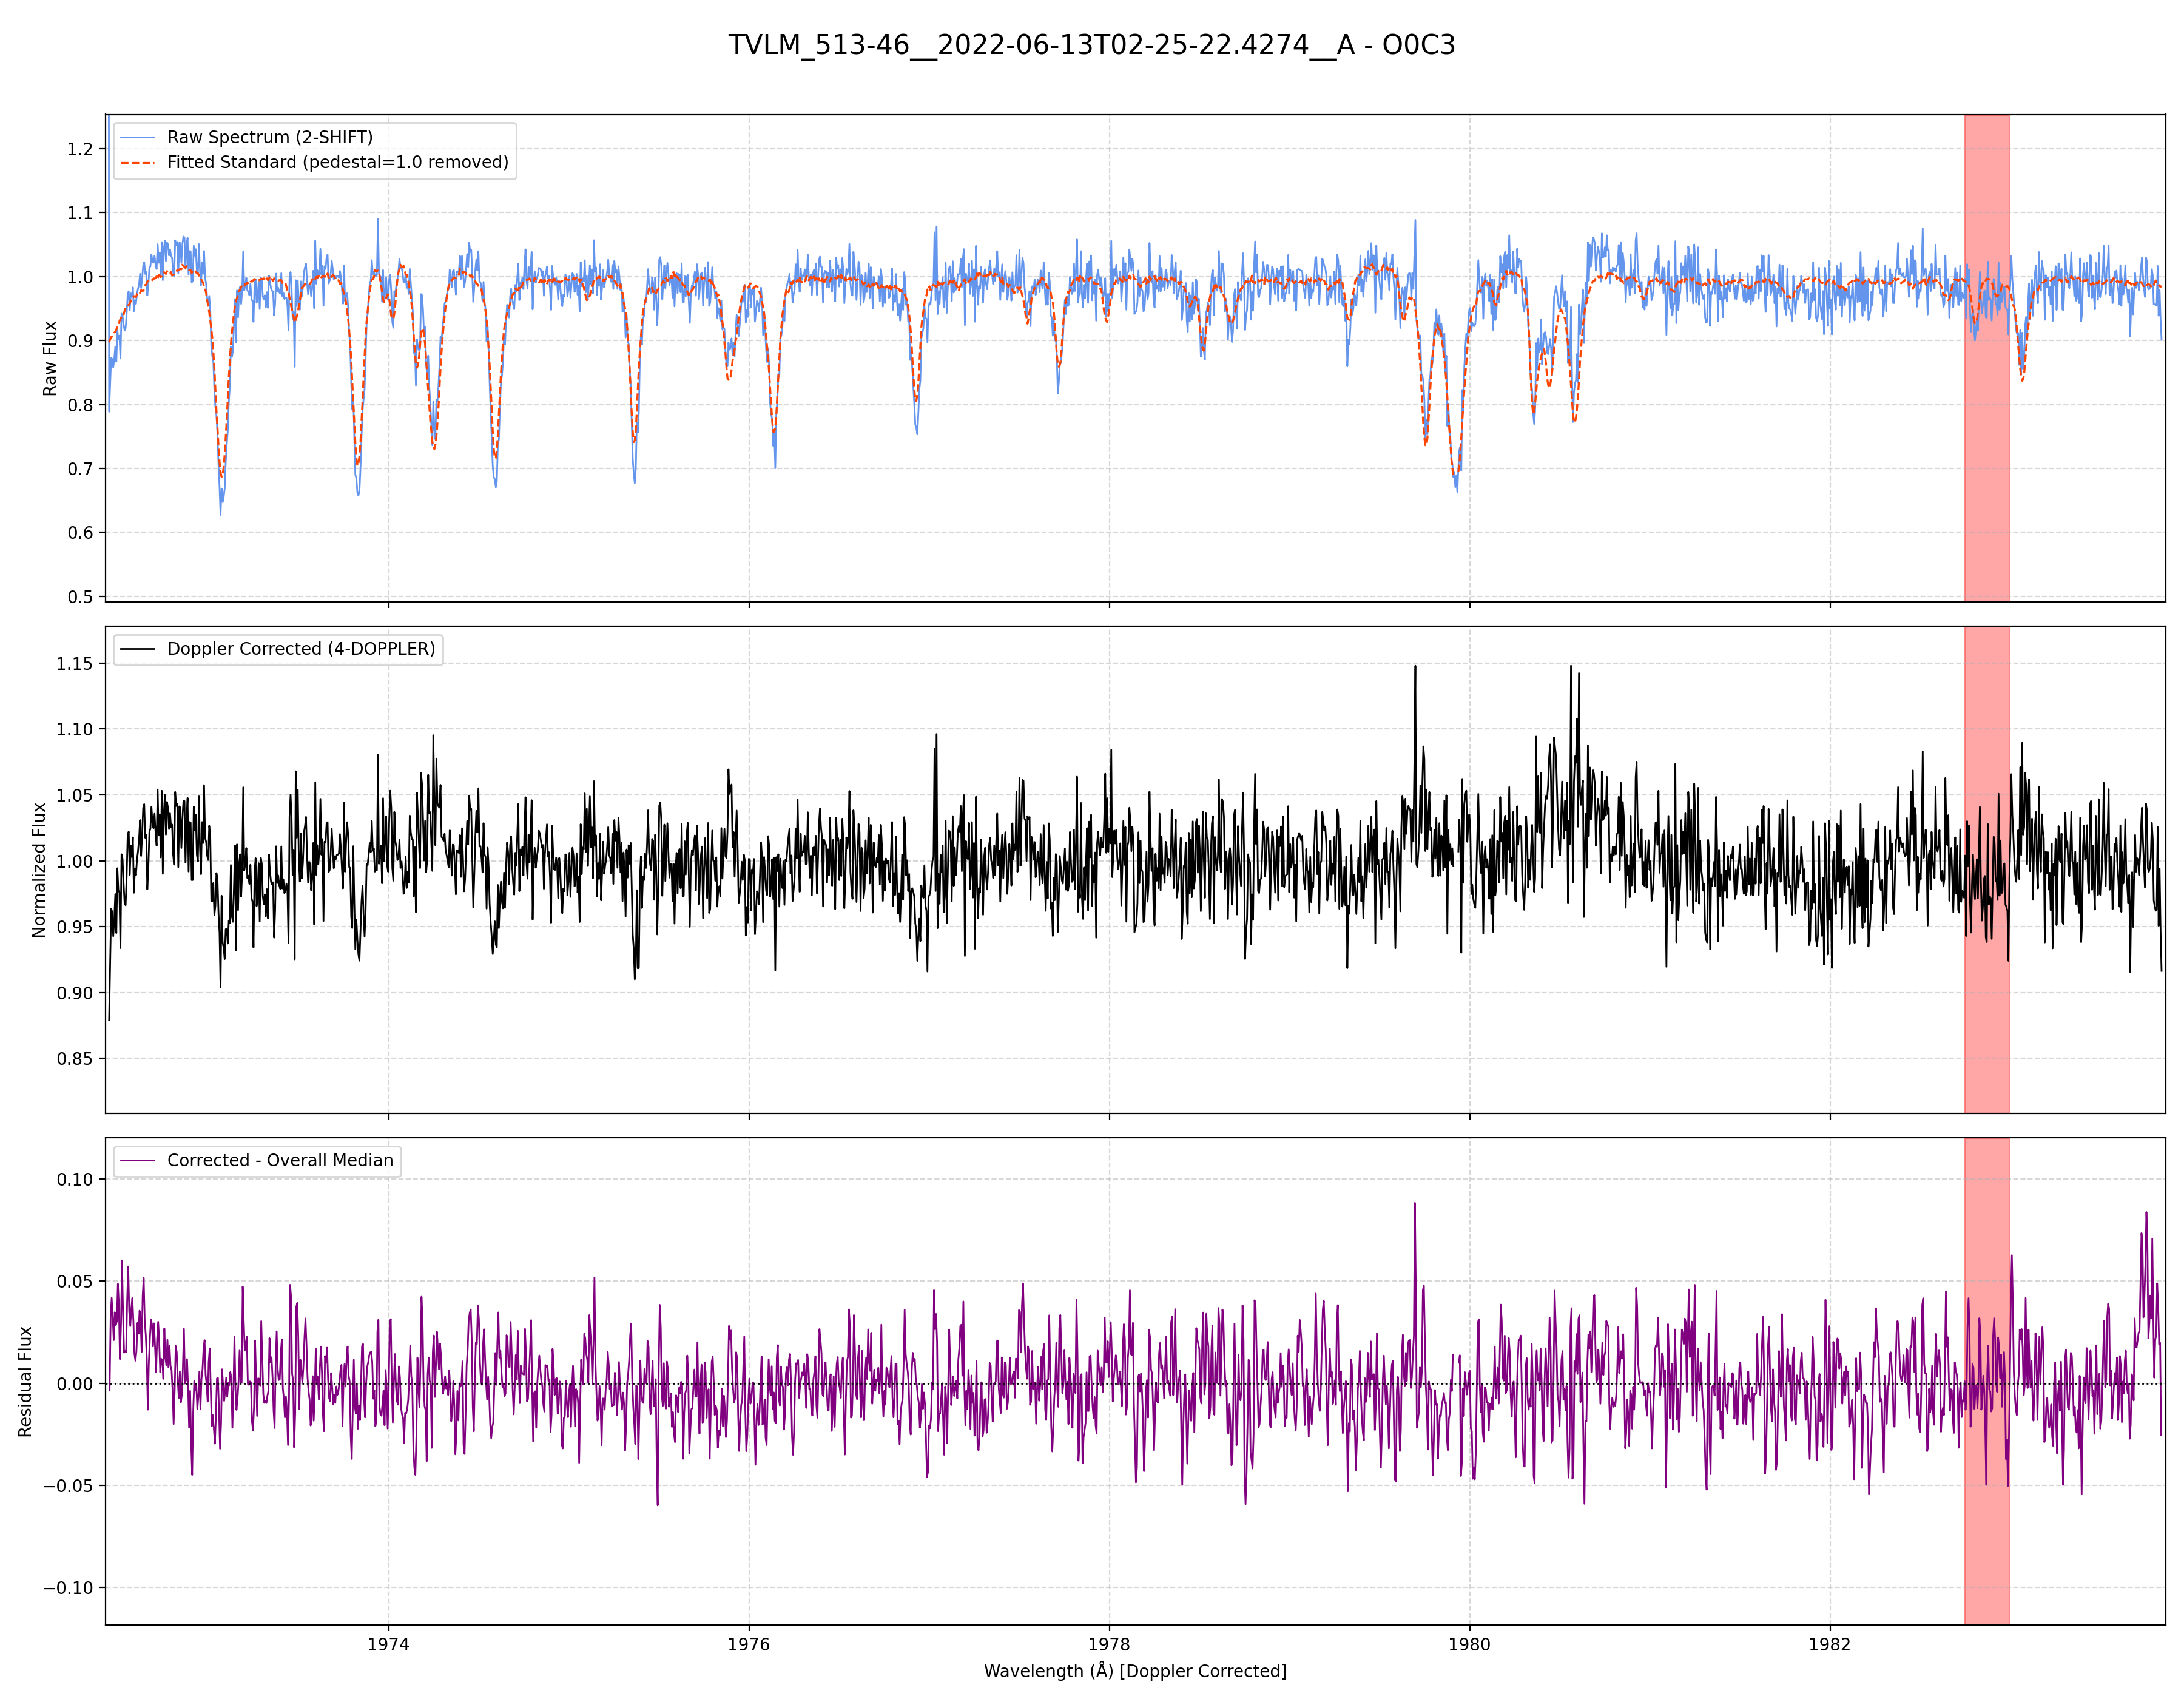 TVLM_513-46__2022-06-13T02-25-22.4274__A - O0C3
Raw Spectrum (2-SHIFT)
Fitted Standard (pedestal=1.0 removed)
Raw Flux
1.2
1.1
1.0
0.9
0.8
0.7
0.6
0.5
Doppler Corrected (4-DOPPLER)
Normalized Flux
1.15
1.10
1.05
1.00
0.95
0.90
0.85
Corrected - Overall Median
Residual Flux
0.10
0.05
0.00
−0.05
−0.10
1974
1976
1978
1980
1982
Wavelength (Å) [Doppler Corrected]